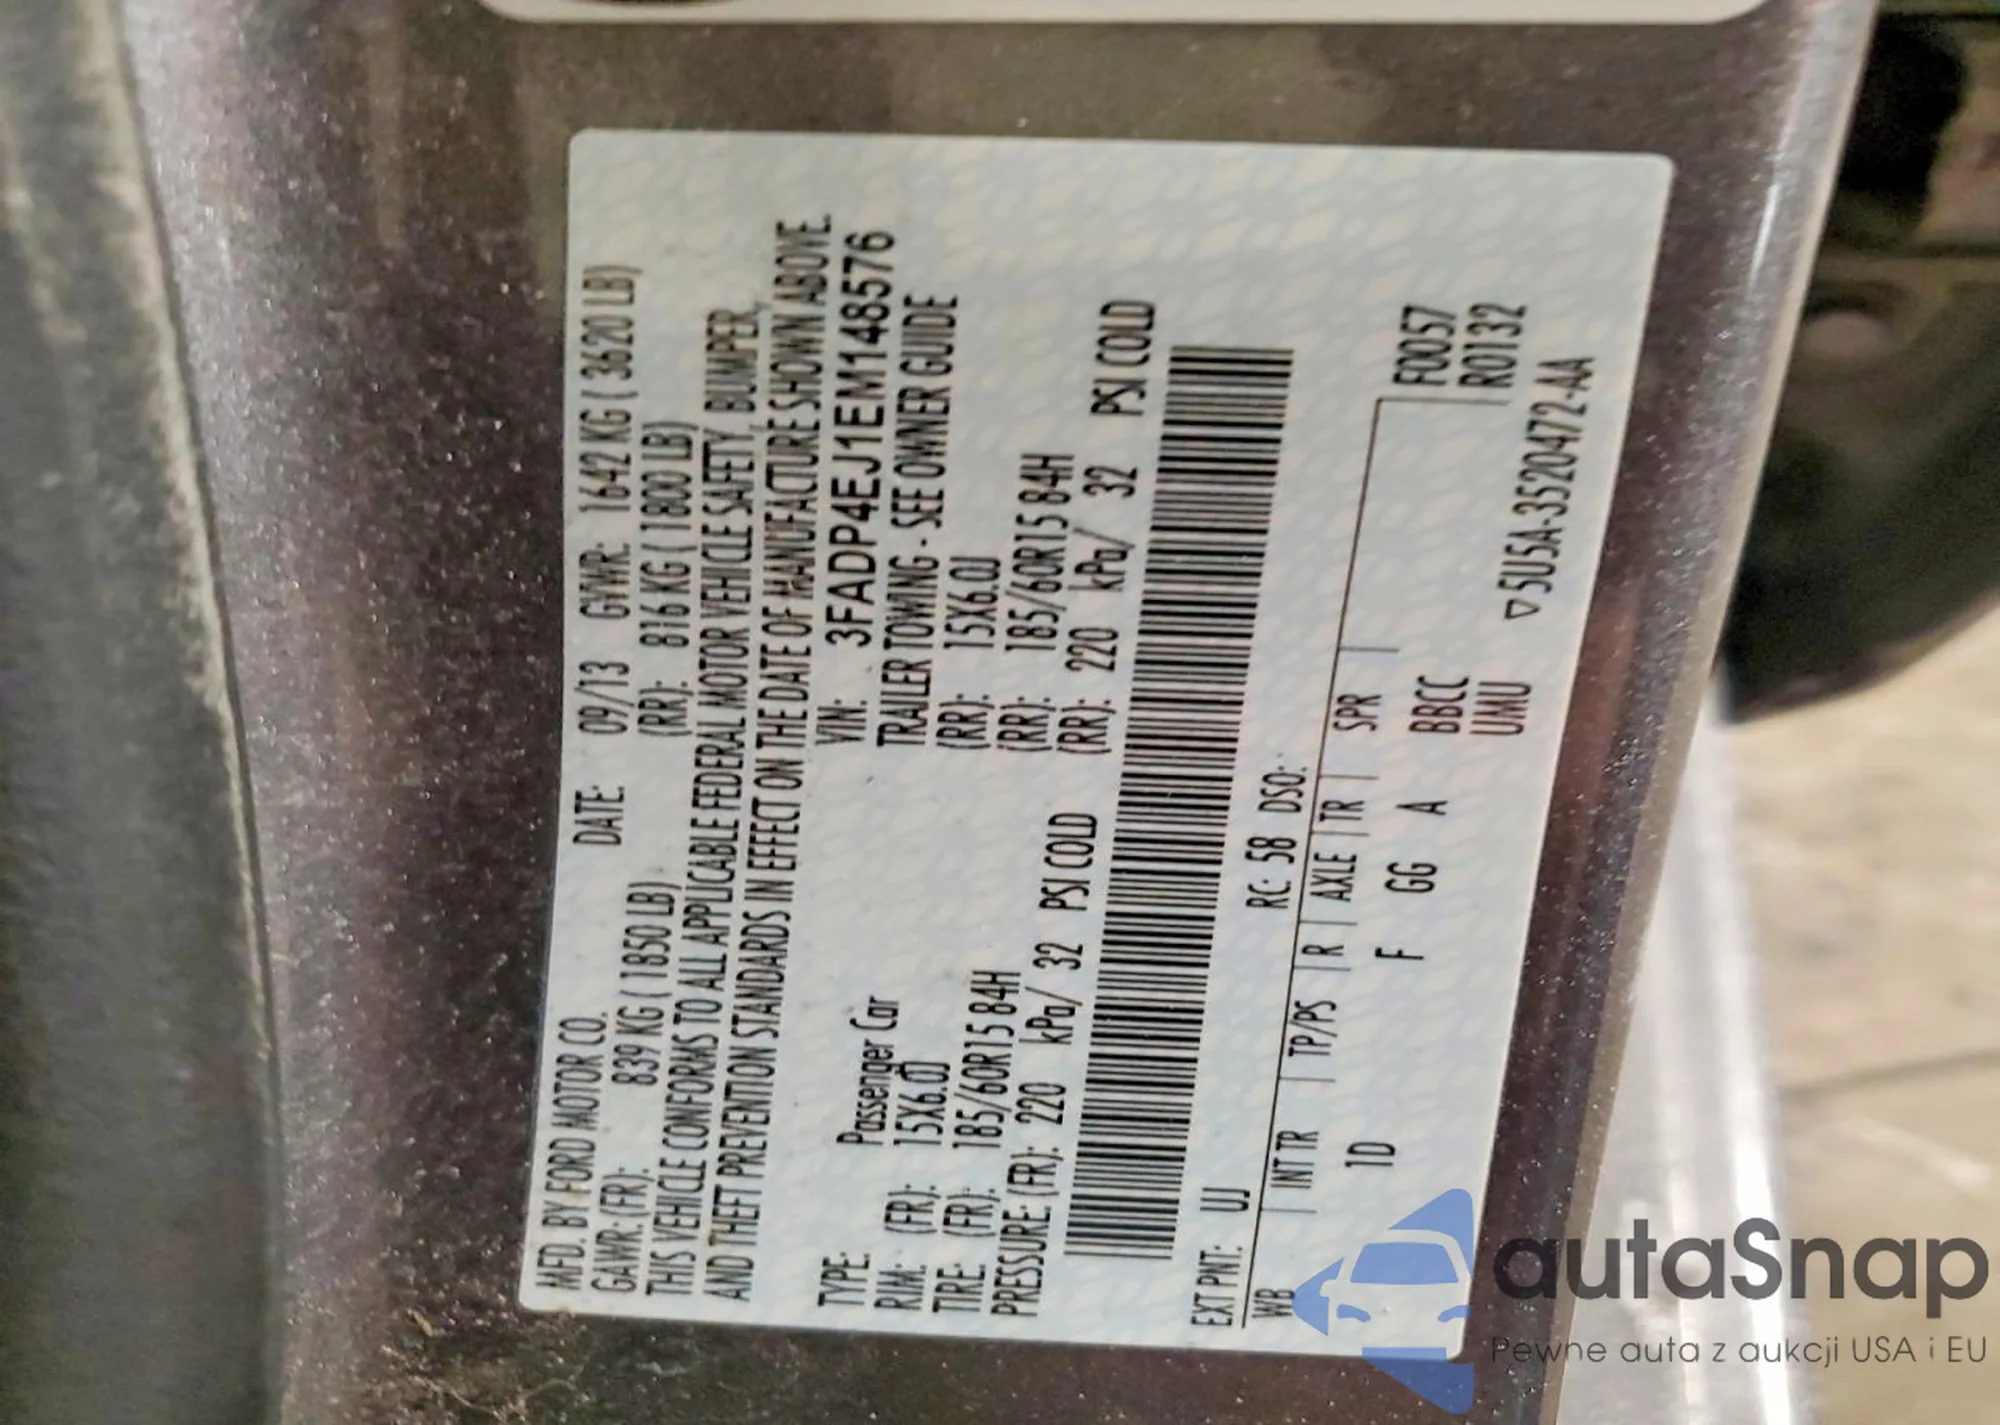 MFD. BY FORD MOTOR CO. DATE: 09/13 GVWR: 1642 KG ( 3620 LB)
GAWR: (FR): 839 KG ( 1850 LB) (RR): 816 KG ( 1800 LB)
THIS VEHICLE CONFORMS TO ALL APPLICABLE FEDERAL MOTOR VEHICLE SAFETY, BUMPER,
AND THEFT PREVENTION STANDARDS IN EFFECT ON THE DATE OF MANUFACTURE SHOWN ABOVE.
VIN: 3FADP4EJ1EM148576
TYPE: Passenger Car TRAILER TOWING - SEE OWNER GUIDE
RIM: (FR): 15X6.0J (RR): 15X6.0J
TIRE: (FR): 185/60R15 84H (RR): 185/60R15 84H
PRESSURE: (FR): 220 kPa/ 32 PSI COLD (RR): 220 kPa/ 32 PSI COLD
EXT PNT: UJ RC: 58 DSO:
WB | INT TR | TP/PS | R | AXLE | TR | SPR | F0057
1D F GG A BBCC R0132
UMU ▽5U5A-3520472-AA
autaSnap
Pewne auta z aukcji USA i EU